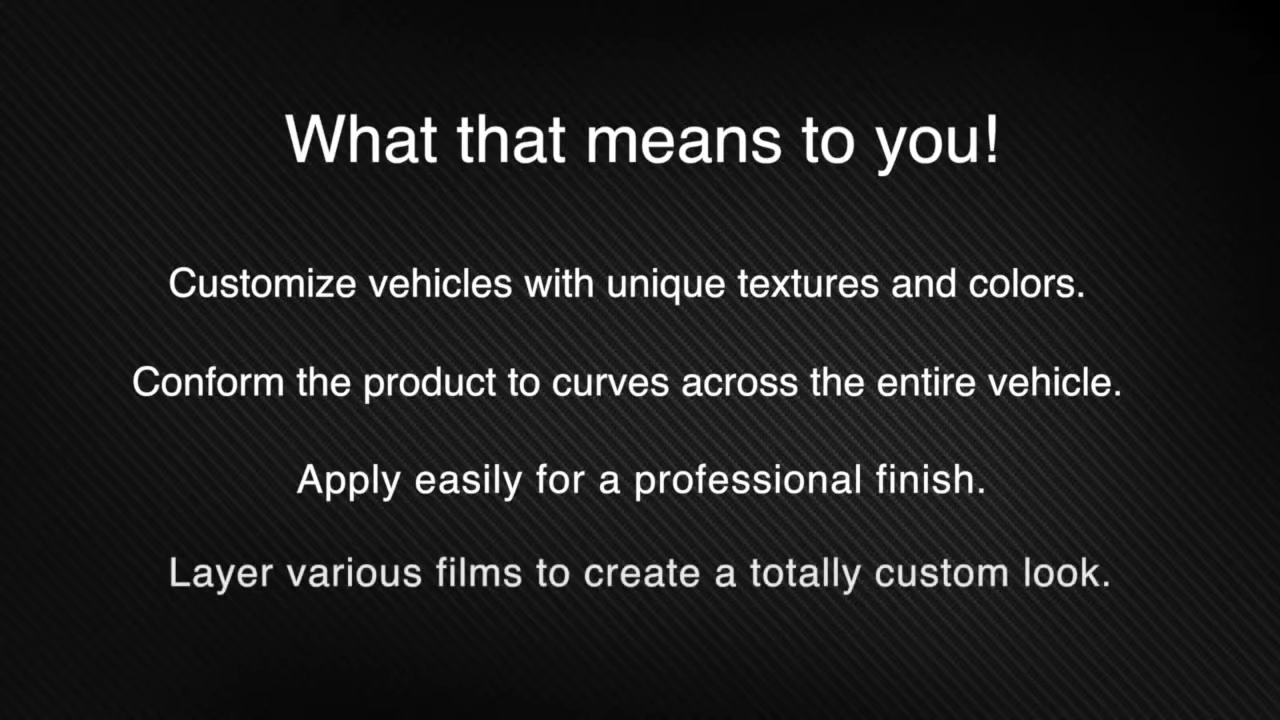 What that means to you!
Customize vehicles with unique textures and colors.
Conform the product to curves across the entire vehicle.
Apply easily for a professional finish.
Layer various films to create a totally custom look.